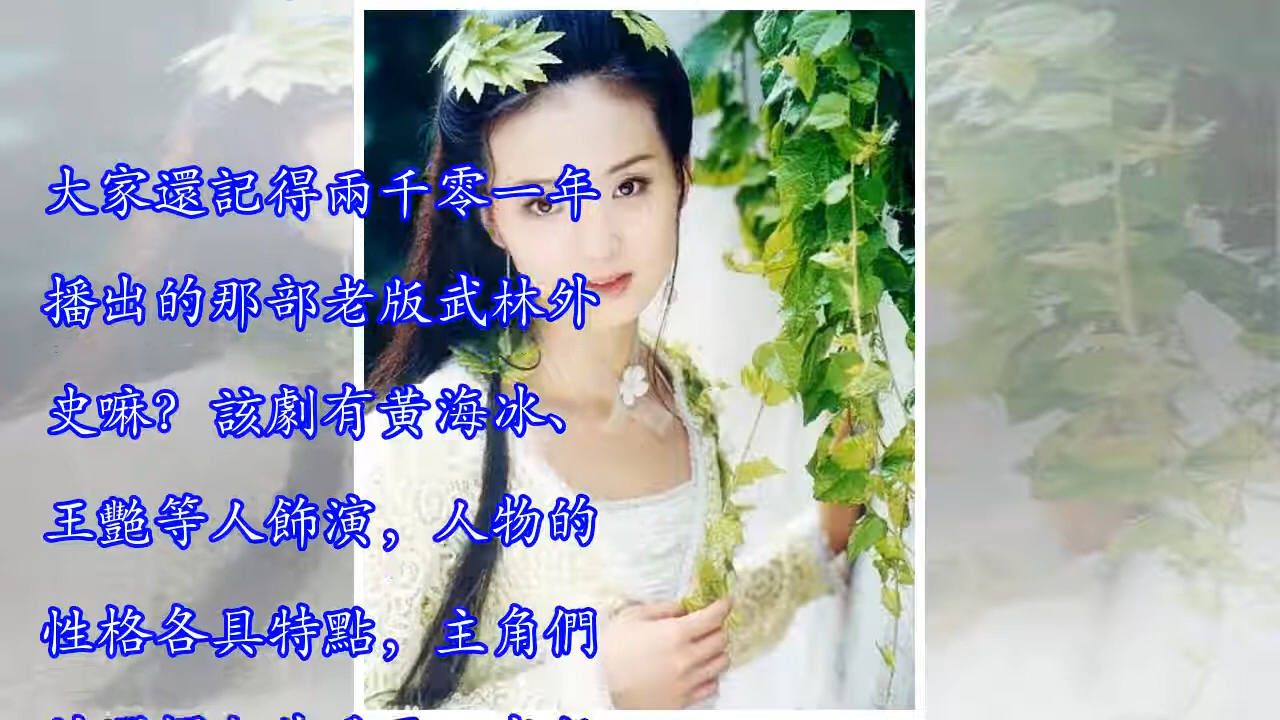 大家還記得兩千零一年
播出的那部老版武林外
史嘛？該劇有黄海冰、
王艷等人飾演，人物的
性格各具特點，主角們